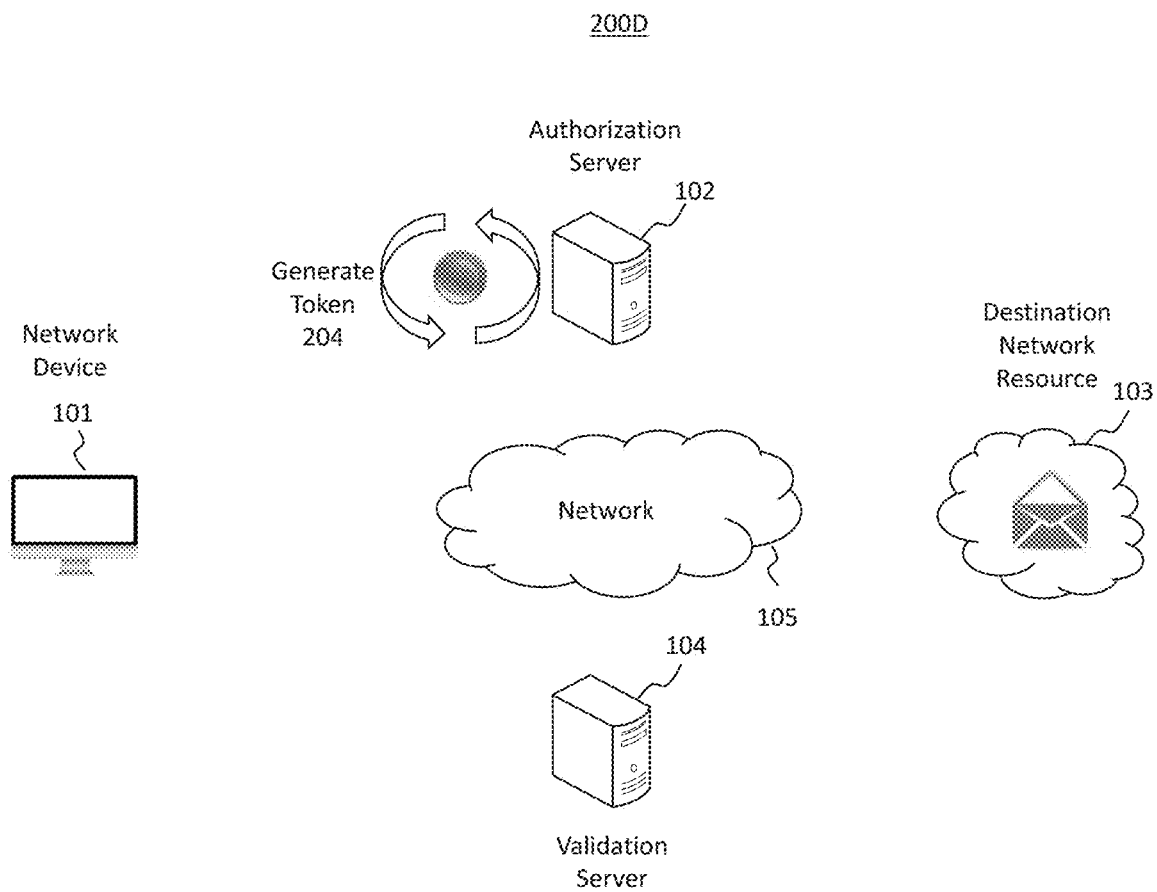 200D
Authorization
Server
102
Generate
Token
204
Network
Device
101
Destination
Network
Resource
103
Network
105
104
Validation
Server